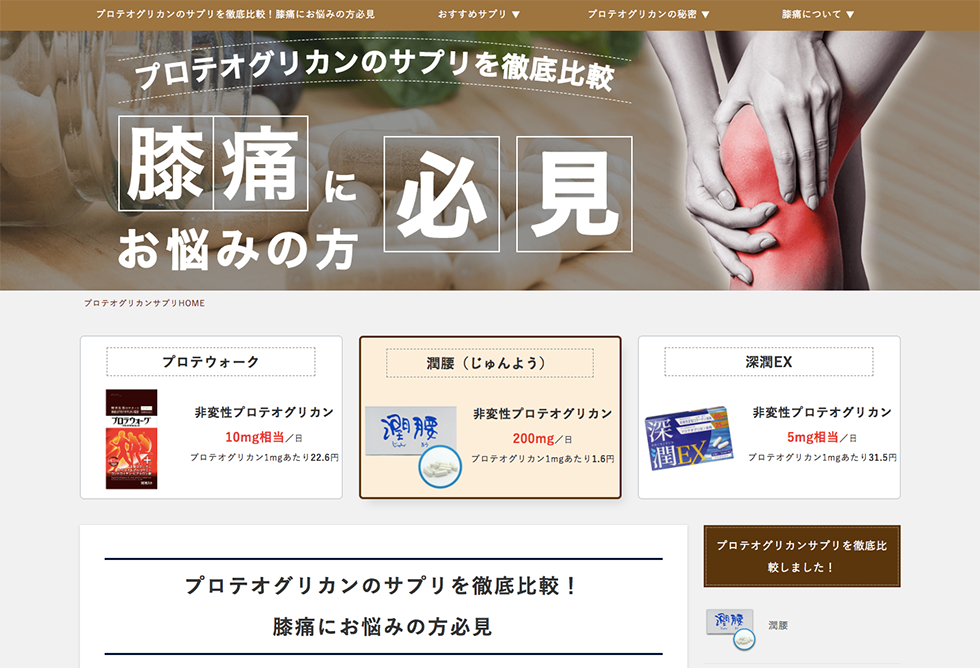 プロテオグリカンのサプリを徹底比較！膝痛にお悩みの方必見
おすすめサプリ ▼
プロテオグリカンの秘密 ▼
膝痛について ▼
プロテオグリカンのサプリを徹底比較
膝痛に
お悩みの方
必見
プロテオグリカンサプリHOME
プロテウォーク
プロテウォーク
非変性プロテオグリカン
10mg相当／日
プロテオグリカン1mgあたり22.6円
潤腰（じゅんよう）
潤腰
じゅん よう
非変性プロテオグリカン
200mg／日
プロテオグリカン1mgあたり1.6円
深潤EX
深潤EX
非変性プロテオグリカン
5mg相当／日
プロテオグリカン1mgあたり31.5円
プロテオグリカンのサプリを徹底比較！
膝痛にお悩みの方必見
プロテオグリカンサプリを徹底比
較しました！
潤腰
潤腰